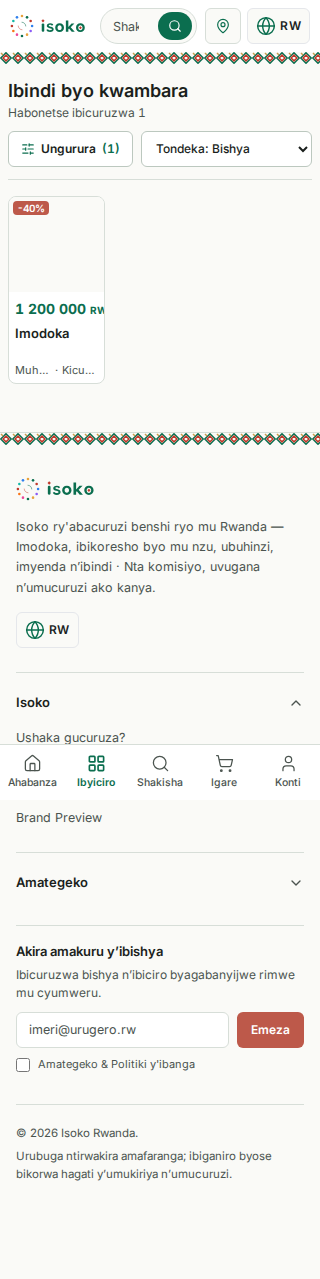 isoko
Shak
RW
Ibindi byo kwambara
Habonetse ibicuruzwa 1
Ungurura (1)
Tondeka: Bishya
-40%
1 200 000 RW
Imodoka
Muh... · Kicu...
isoko
Isoko ry'abacuruzi benshi ryo mu Rwanda —
Imodoka, ibikoresho byo mu nzu, ubuhinzi,
imyenda n’ibindi · Nta komisiyo, uvugana
n’umucuruzi ako kanya.
RW
Isoko
Ushaka gucuruza?
Ahabanza
Ibyiciro
Shakisha
Igare
Konti
Brand Preview
Amategeko
Akira amakuru y’ibishya
Ibicuruzwa bishya n’ibiciro byagabanyijwe rimwe
mu cyumweru.
imeri@urugero.rw
Emeza
Amategeko & Politiki y’ibanga
© 2026 Isoko Rwanda.
Urubuga ntirwakira amafaranga; ibiganiro byose
bikorwa hagati y’umukiriya n’umucuruzi.